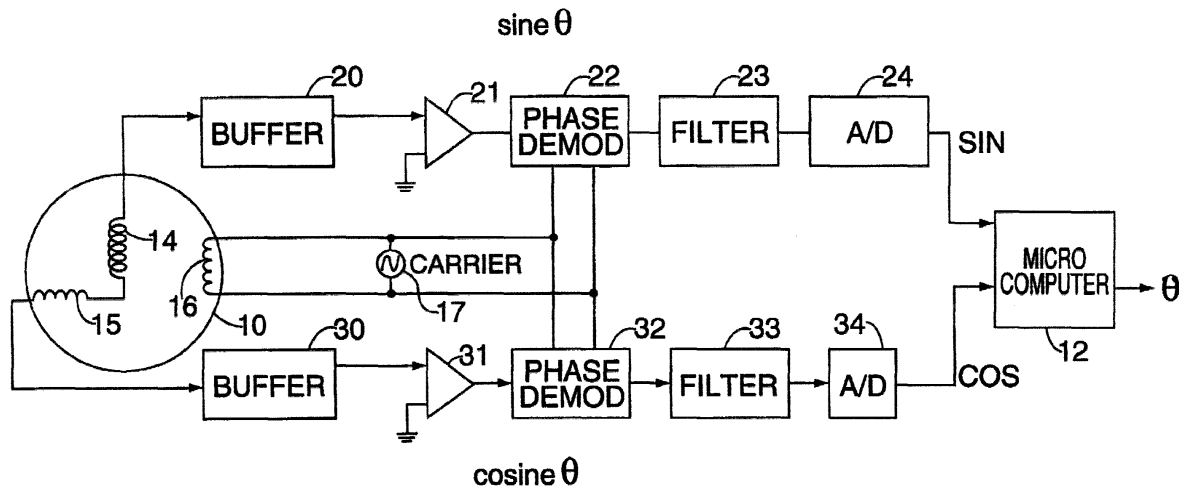 sine θ
20
21
22
23
24
BUFFER
PHASE
DEMOD
FILTER
A/D
SIN
14
16
CARRIER
17
15
10
MICRO
COMPUTER
θ
12
30
31
32
33
34
BUFFER
PHASE
DEMOD
FILTER
A/D
COS
cosine θ